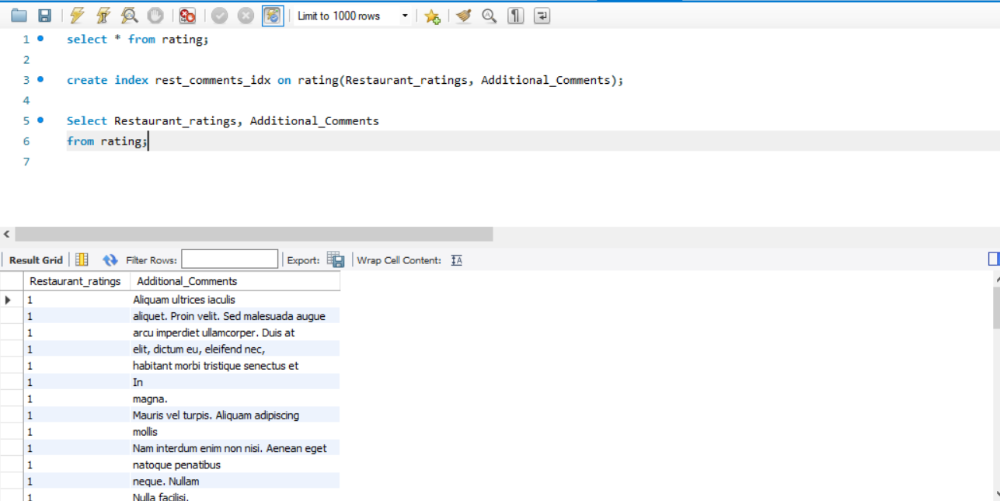 Limit to 1000 rows
1 select * from rating;
2
3 create index rest_comments_idx on rating(Restaurant_ratings, Additional_Comments);
4
5 Select Restaurant_ratings, Additional_Comments
6 from rating;
7
Result Grid Filter Rows: Export: Wrap Cell Content: IA
Restaurant_ratings Additional_Comments
1 Aliquam ultrices iaculis
1 aliquet. Proin velit. Sed malesuada augue
1 arcu imperdiet ullamcorper. Duis at
1 elit, dictum eu, eleifend nec,
1 habitant morbi tristique senectus et
1 In
1 magna.
1 Mauris vel turpis. Aliquam adipiscing
1 mollis
1 Nam interdum enim non nisi. Aenean eget
1 natoque penatibus
1 neque. Nullam
1 Nulla facilisi.